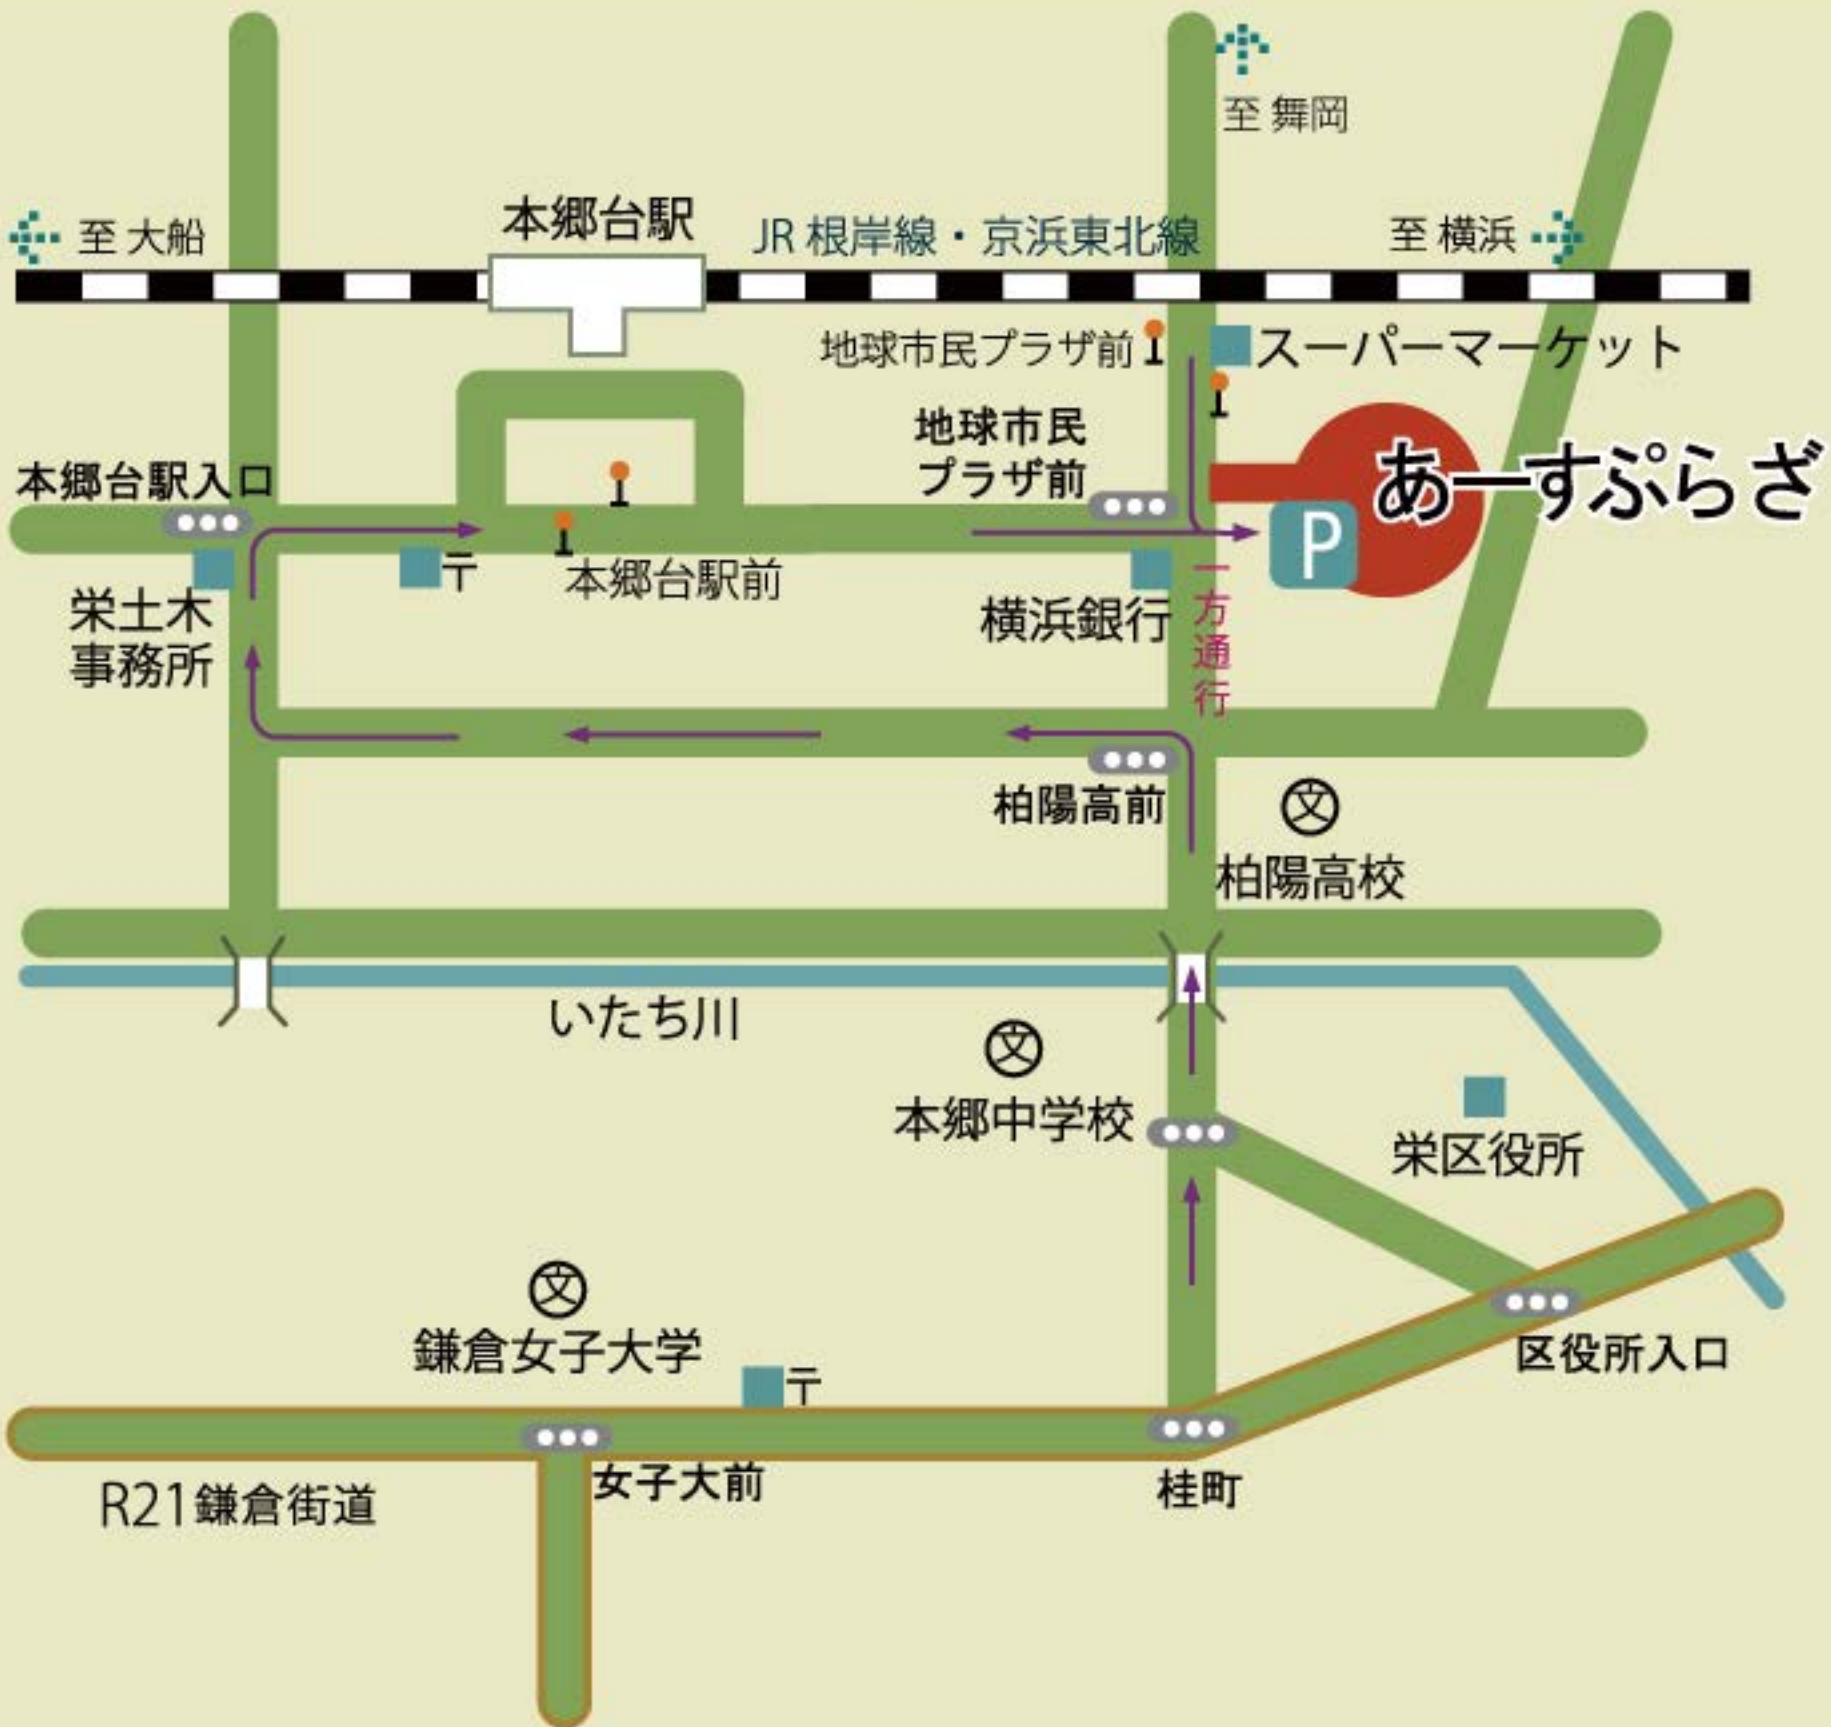 至 舞岡
本郷台駅
至 大船
JR 根岸線・京浜東北線
至 横浜
地球市民プラザ前
スーパーマーケット
地球市民
プラザ前
あーすぷらざ
本郷台駅入口
P
〒
本郷台駅前
栄土木
事務所
横浜銀行
一方通行
柏陽高前
文
柏陽高校
いたち川
文
本郷中学校
栄区役所
文
鎌倉女子大学
〒
区役所入口
女子大前
桂町
R21鎌倉街道